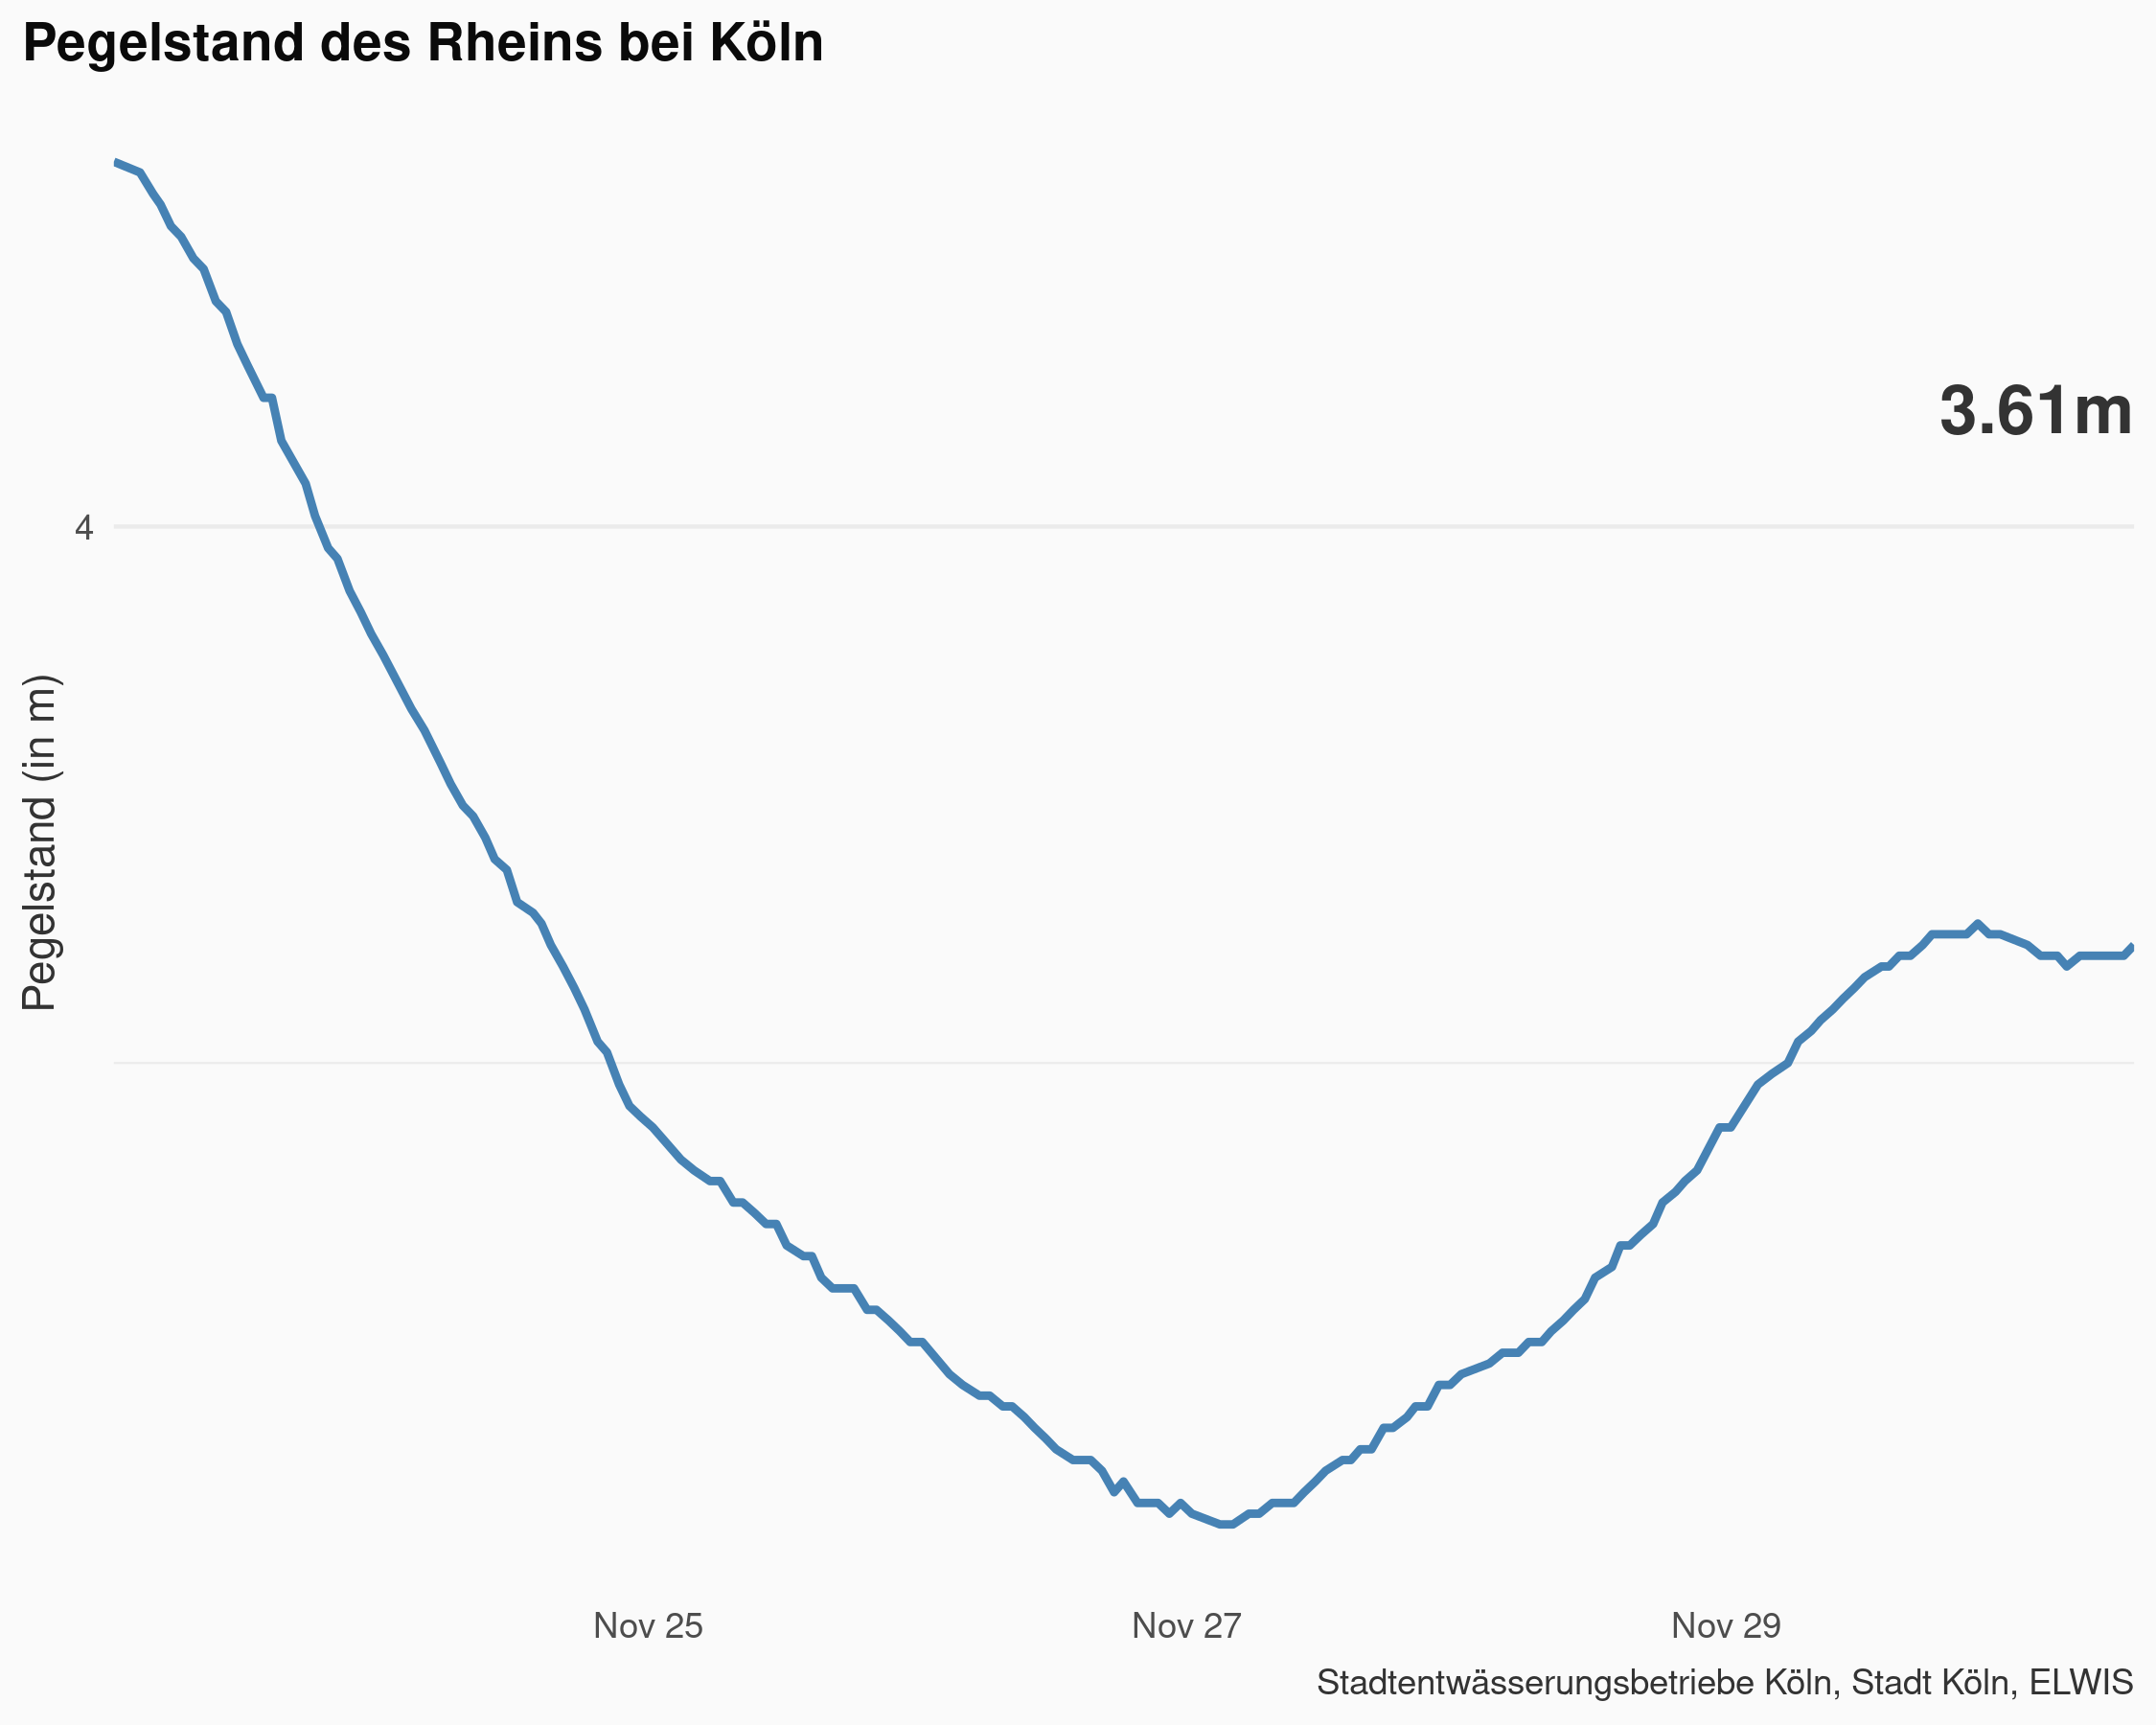 Pegelstand des Rheins bei Köln
3.61m
4
Pegelstand (in m)
Nov 25
Nov 27
Nov 29
Stadtentwässerungsbetriebe Köln, Stadt Köln, ELWIS